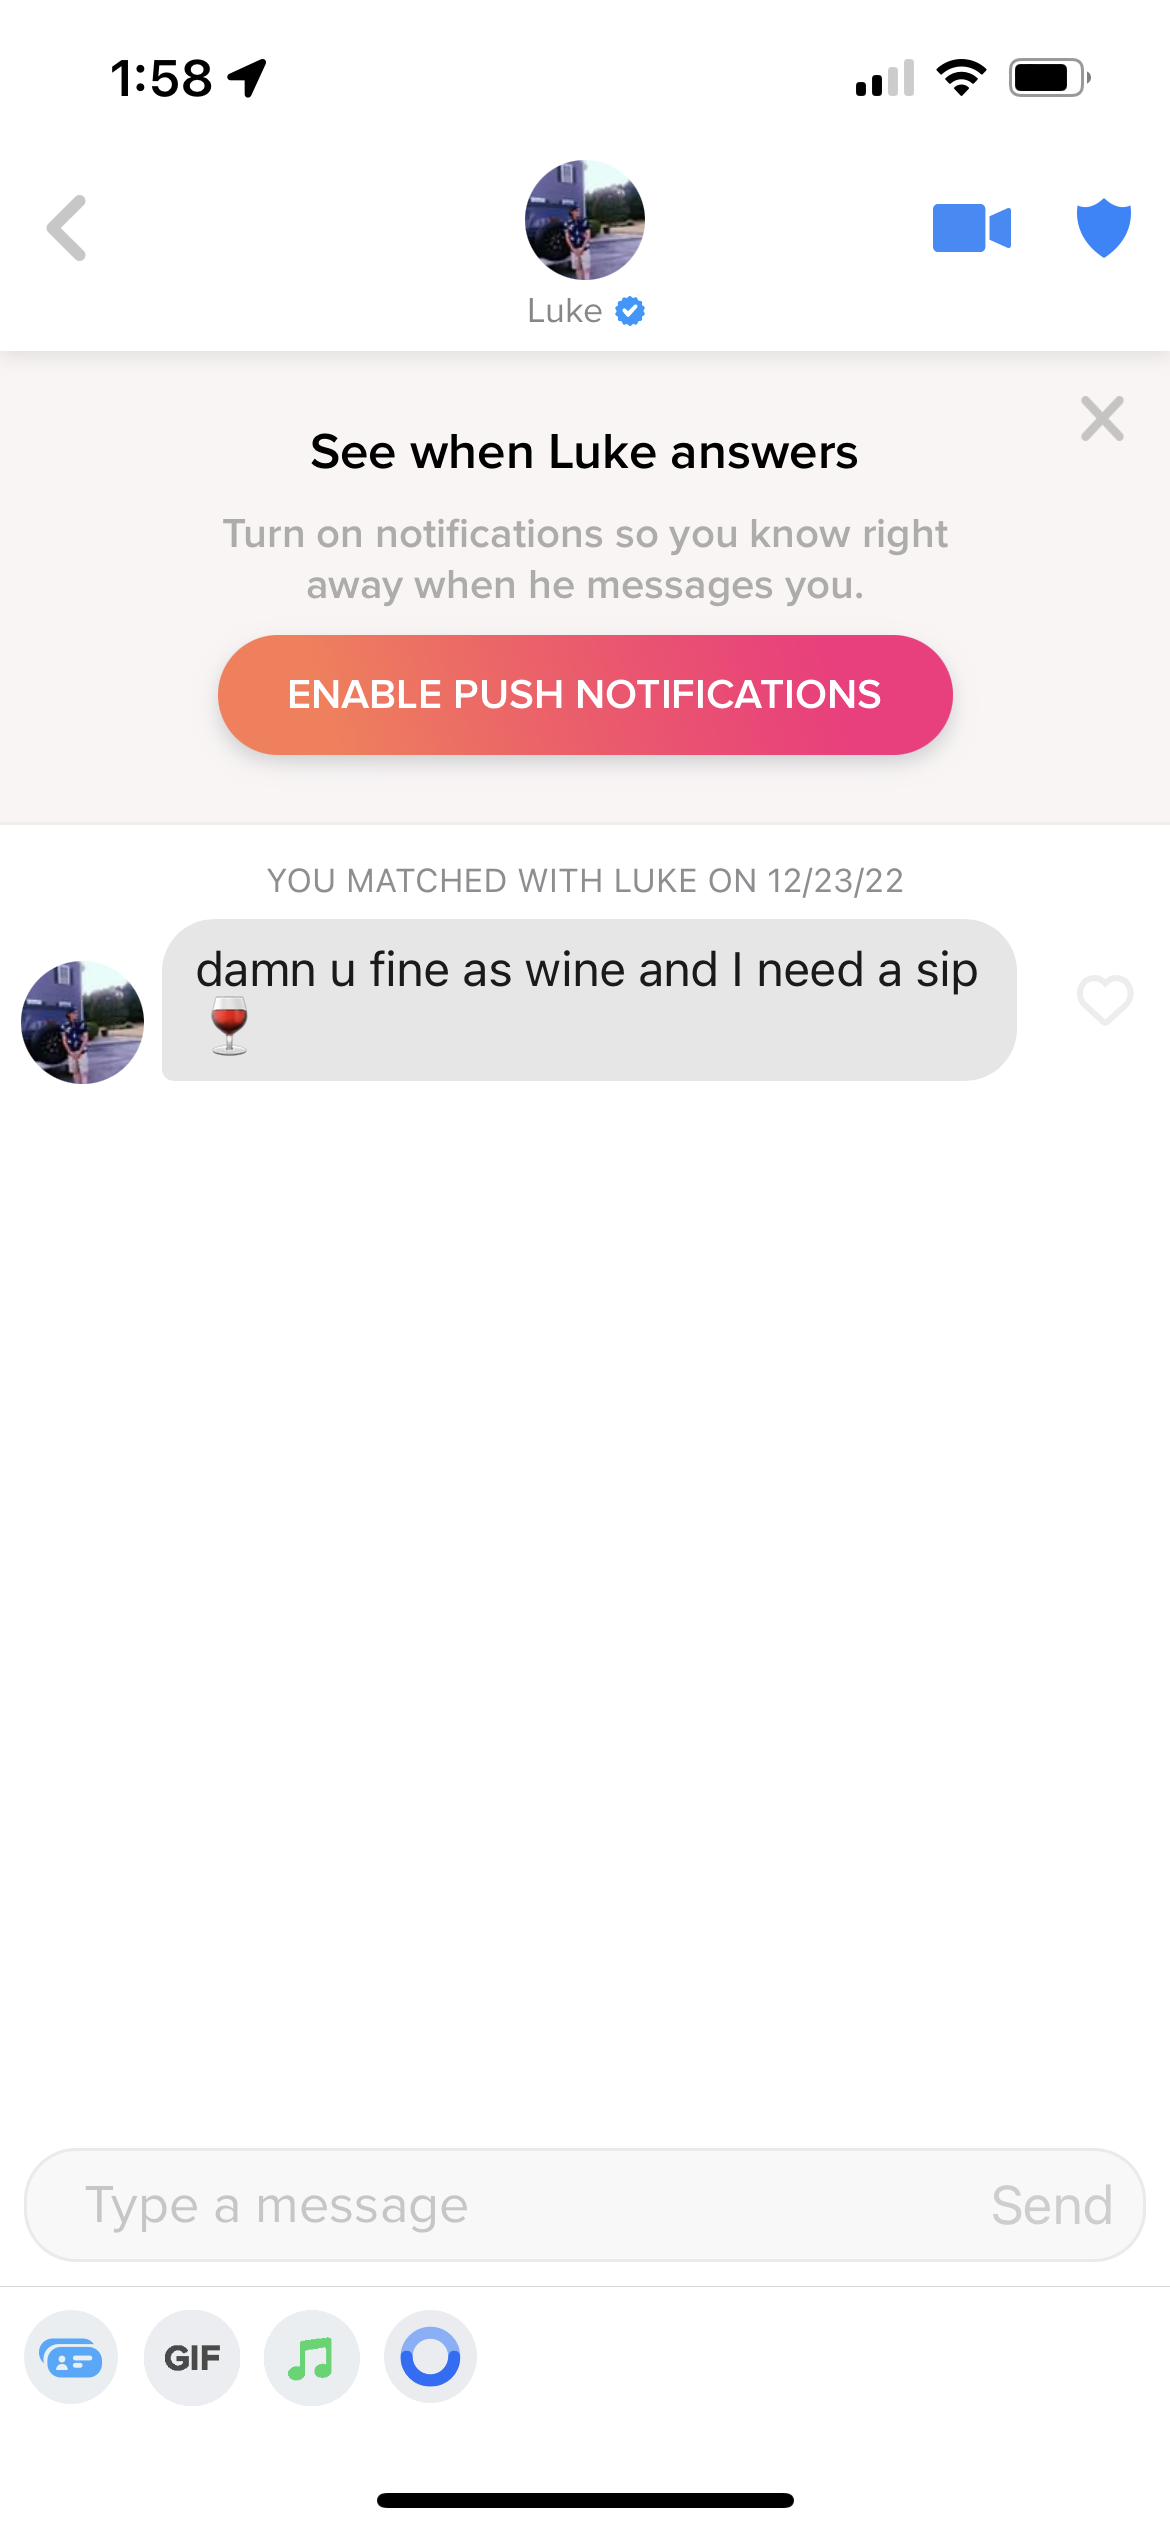 1:58
Luke
See when Luke answers
Turn on notifications so you know right
away when he messages you.
ENABLE PUSH NOTIFICATIONS
YOU MATCHED WITH LUKE ON 12/23/22
damn u fine as wine and I need a sip
🍷
Type a message
Send
GIF